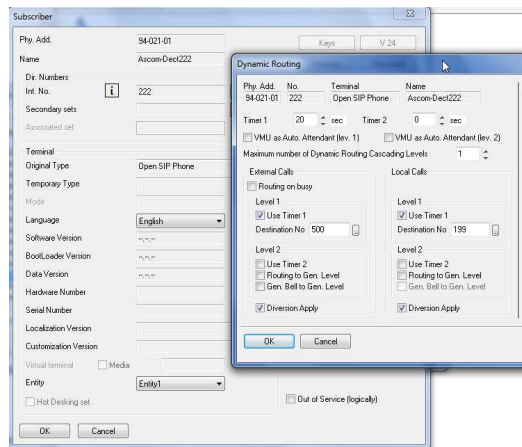 Subscriber
Phy. Add. 94-021-01
Keys V 24
Name Ascom-Dect222
Dir. Numbers
Int. No. i 222
Secondary sets
Associated set
Terminal
Original Type Open SIP Phone
Temporary Type
Mode
Language English
Software Version --.--.--
BootLoader Version --.--.--
Data Version --.--.--
Hardware Number
Serial Number
Localization Version
Customization Version
Virtual terminal Media
Entity Entity1
Hot Desking set
Out of Service (logically)
OK Cancel
Dynamic Routing
Phy. Add. No. Terminal Name
94-021-01 222 Open SIP Phone Ascom-Dect222
Timer 1 20 sec Timer 2 0 sec
VMU as Auto. Attendant (lev. 1) VMU as Auto. Attendant (lev. 2)
Maximum number of Dynamic Routing Cascading Levels 1
External Calls Local Calls
Routing on busy
Level 1 Level 1
Use Timer 1 Use Timer 1
Destination No 500 Destination No 199
Level 2 Level 2
Use Timer 2 Use Timer 2
Routing to Gen. Level Routing to Gen. Level
Gen. Bell to Gen. Level Gen. Bell to Gen. Level
Diversion Apply Diversion Apply
OK Cancel